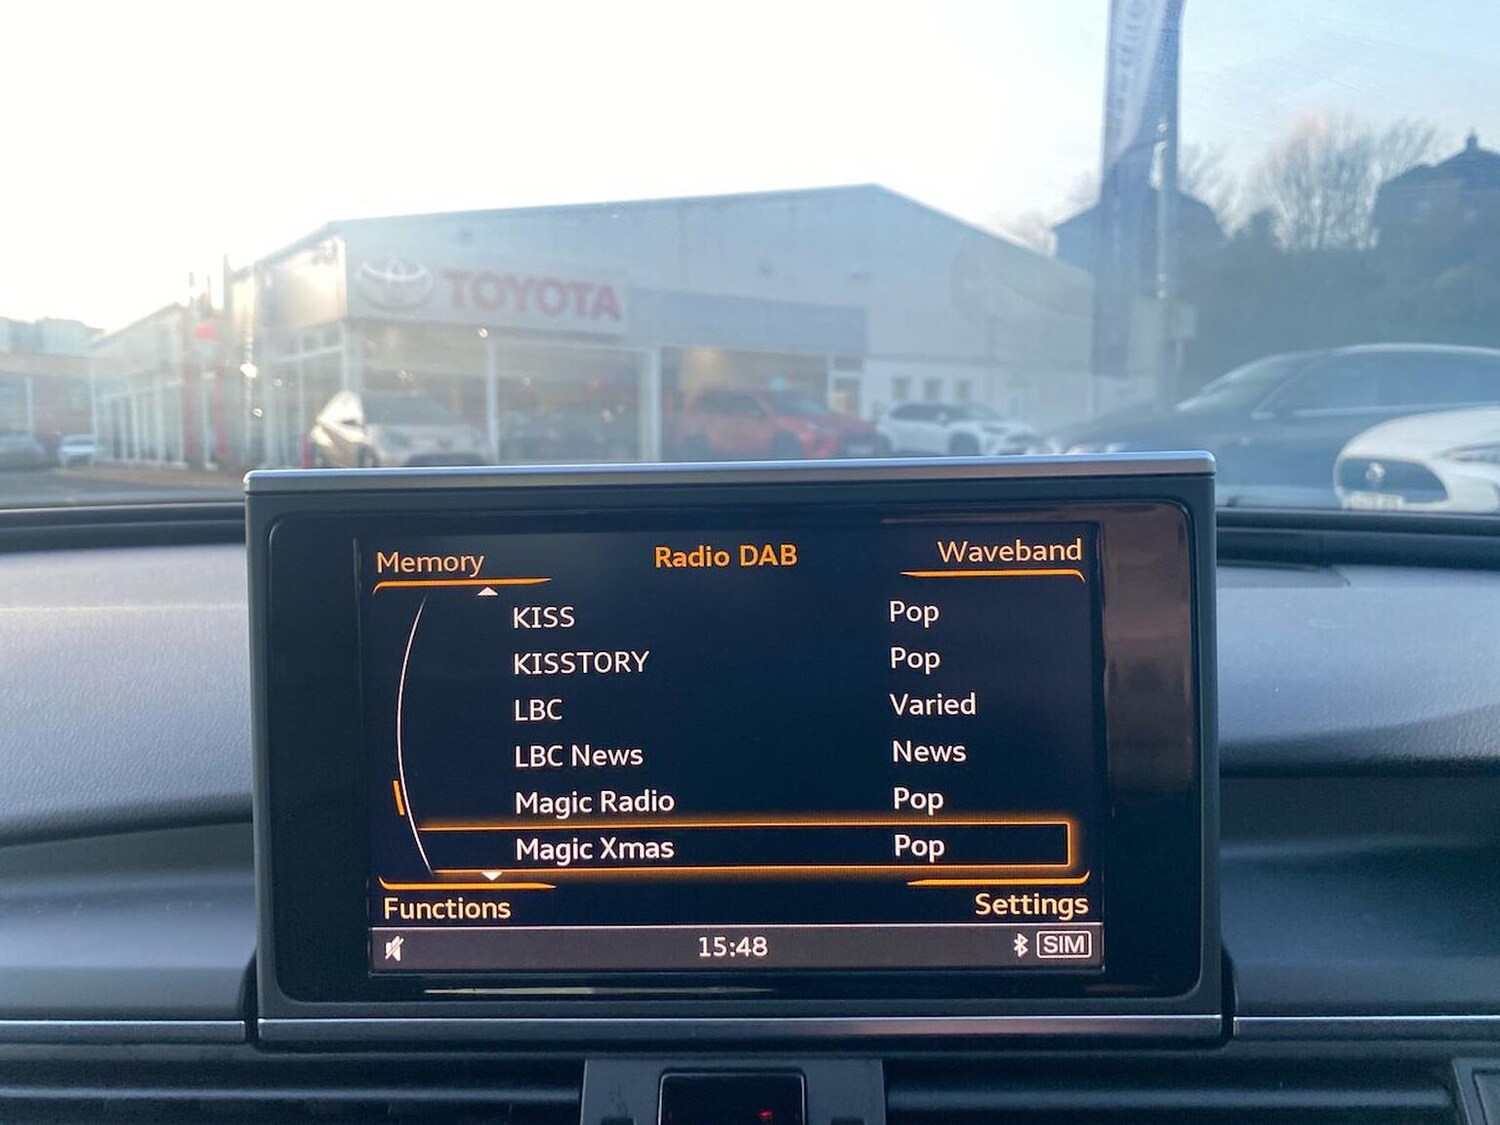 TOYOTA
Memory Radio DAB Waveband
KISS Pop
KISSTORY Pop
LBC Varied
LBC News News
Magic Radio Pop
Magic Xmas Pop
Functions Settings
15:48 SIM